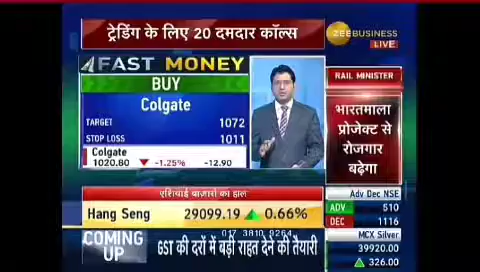 ट्रेडिंग के लिए 20 दमदार कॉल्स
ZEEBUSINESS
LIVE
FAST MONEY
BUY
Colgate
TARGET 1072
STOP LOSS 1011
Colgate
1020.80 ▼ -1.25% -12.90
RAIL MINISTER
भारतमाला
प्रोजेक्ट से
रोजगार
बढ़ेगा
एशियाई बाज़ारों का हाल
Hang Seng 29099.19 ▲ 0.66%
Adv Dec NSE
ADV 510
DEC 1116
MCX Silver
39920.00
▲ 326.00
COMING
UP
GST की दरों में बड़ी राहत देने की तैयारी